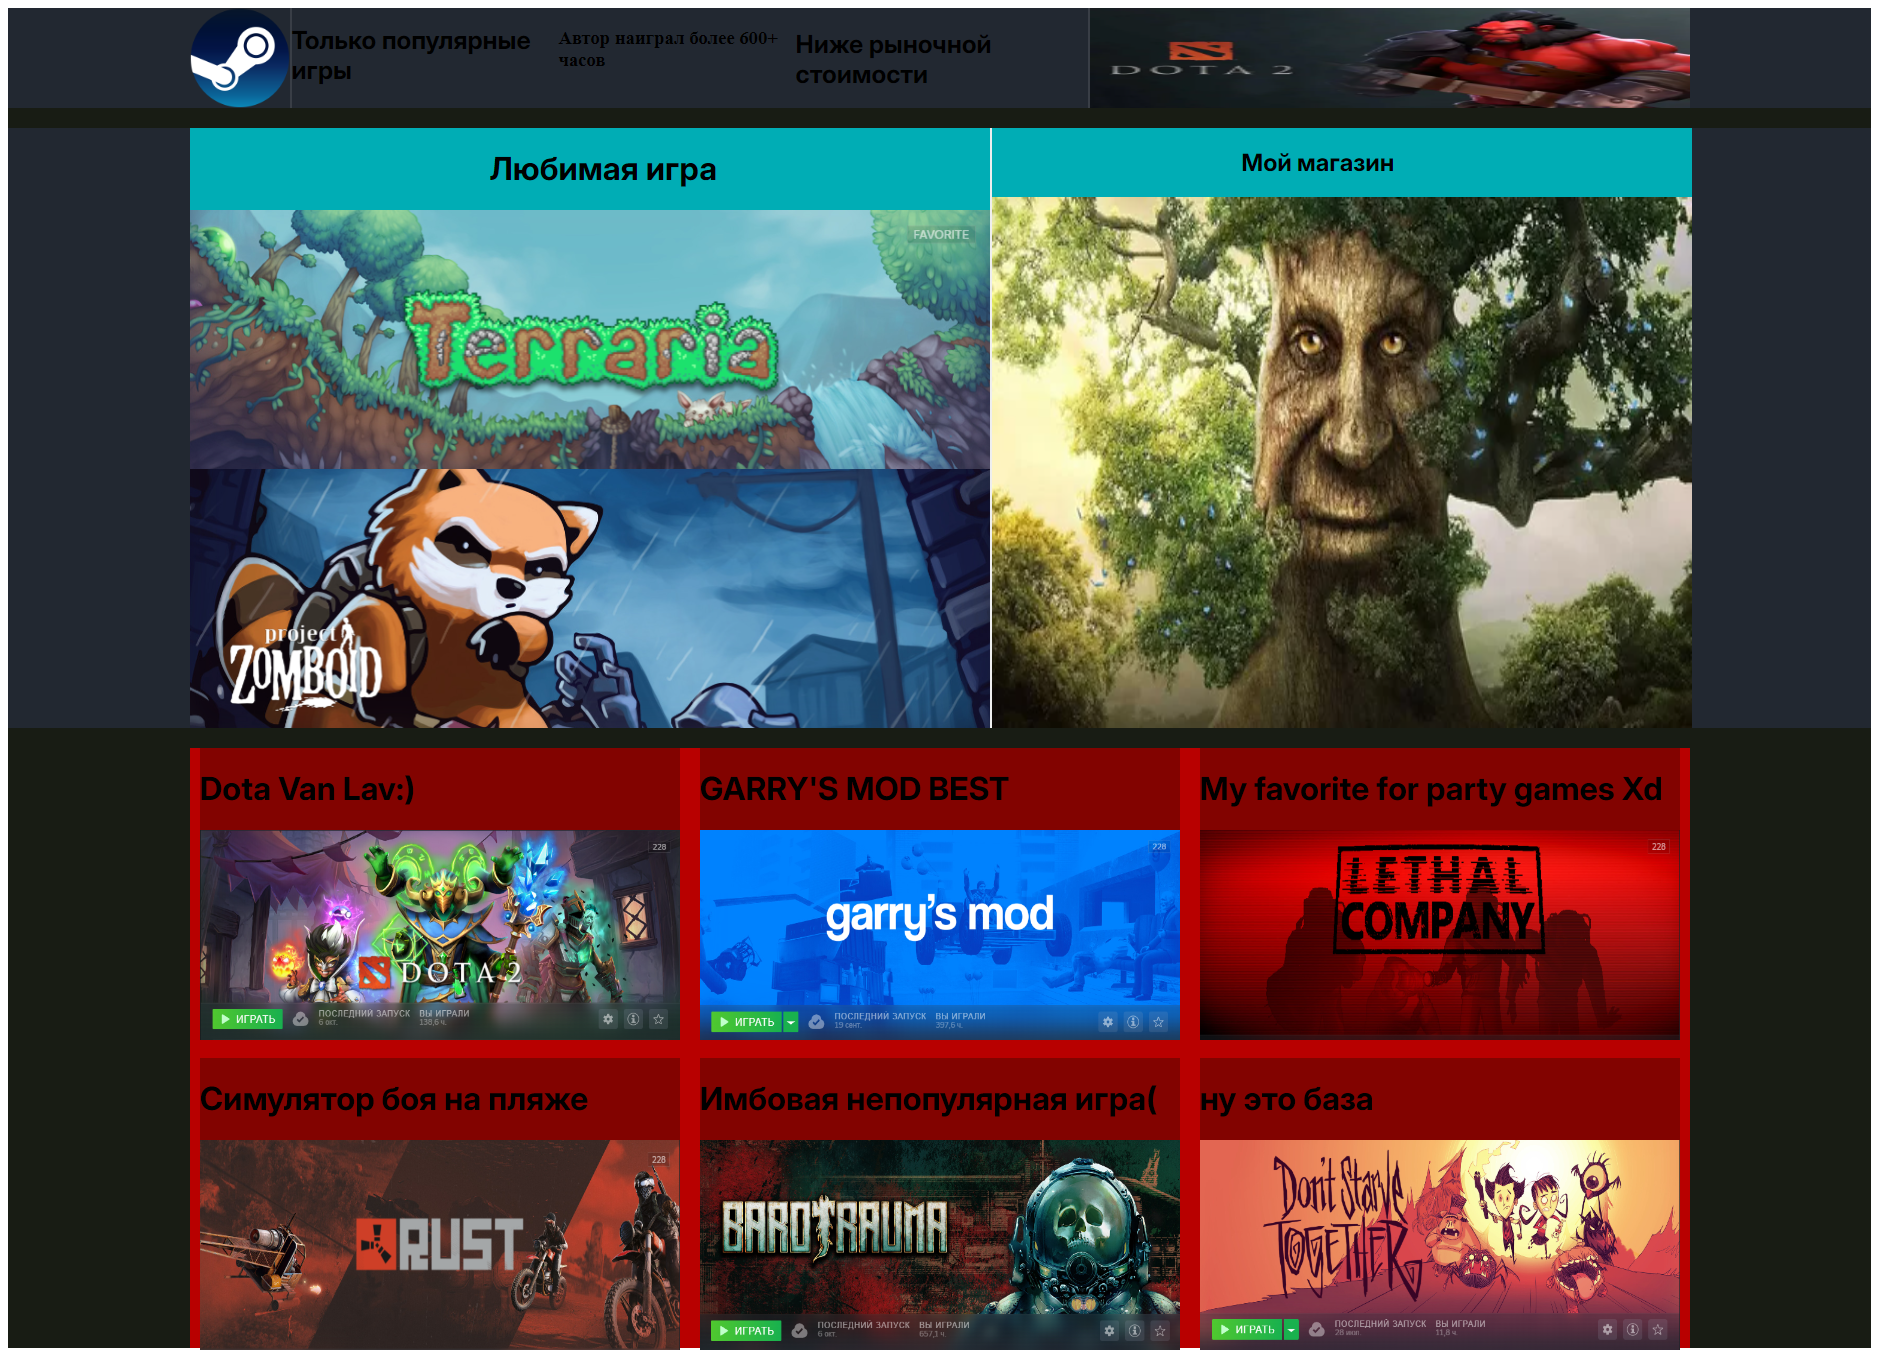 Только популярные
игры
Автор наиграл более 600+
часов
Ниже рыночной
стоимости
DOTA 2
Любимая игра
Мой магазин
FAVORITE
Terraria
project
ZOMBOID
Dota Van Lav:)
GARRY'S MOD BEST
My favorite for party games Xd
228
DOTA 2
ИГРАТЬ
ПОСЛЕДНИЙ ЗАПУСК
ВЫ ИГРАЛИ
6 окт.
138,6 ч.
228
garry's mod
ИГРАТЬ
ПОСЛЕДНИЙ ЗАПУСК
ВЫ ИГРАЛИ
19 сент.
397,6 ч.
228
LETHAL
COMPANY
Симулятор боя на пляже
Имбовая непопулярная игра(
ну это база
228
RUST
BAROTRAUMA
ИГРАТЬ
ПОСЛЕДНИЙ ЗАПУСК
ВЫ ИГРАЛИ
6 окт.
657,1 ч.
Don't Starve
TOGETHER
ИГРАТЬ
ПОСЛЕДНИЙ ЗАПУСК
ВЫ ИГРАЛИ
28 июл.
11,8 ч.